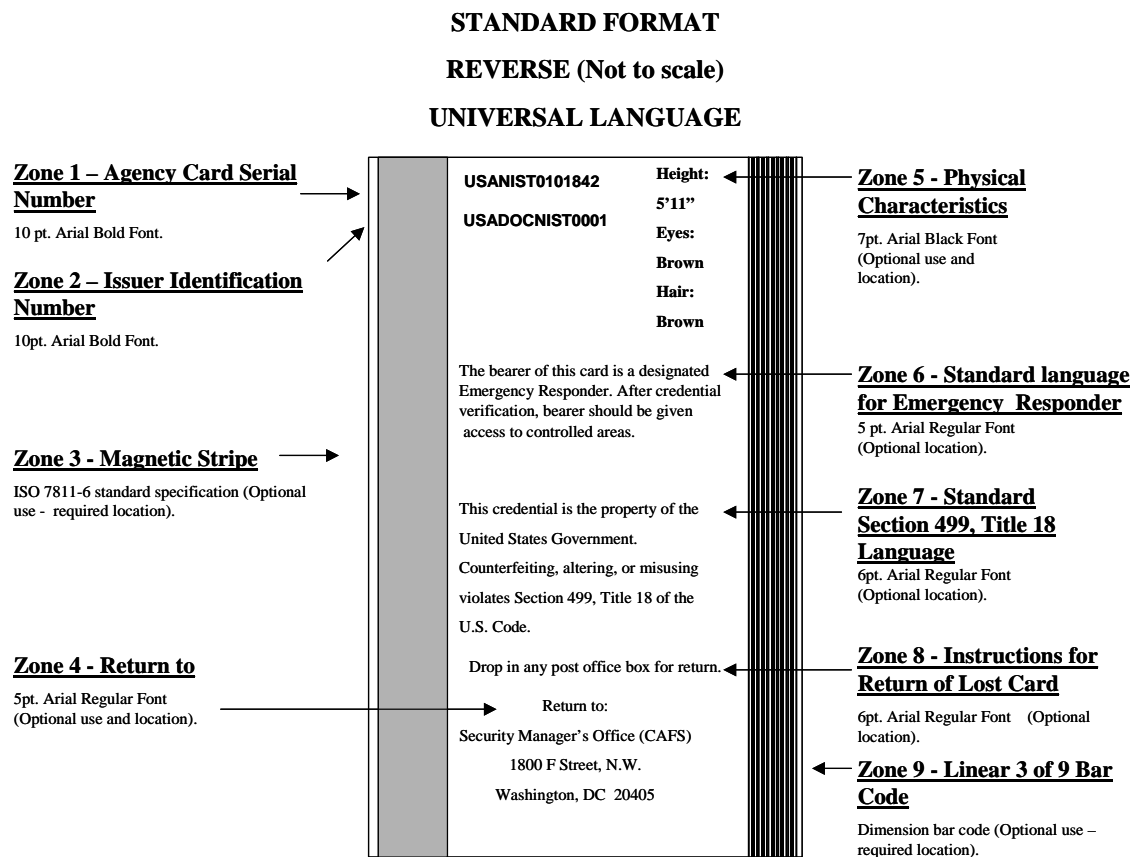 STANDARD FORMAT
REVERSE (Not to scale)
UNIVERSAL LANGUAGE
Zone 1 – Agency Card Serial
Number
10 pt. Arial Bold Font.
Zone 2 – Issuer Identification
Number
10pt. Arial Bold Font.
Zone 3 - Magnetic Stripe
ISO 7811-6 standard specification (Optional
use -  required location).
Zone 4 - Return to
5pt. Arial Regular Font
(Optional use and location).
USANIST0101842
USADOCNIST0001
Height:
5’11”
Eyes:
Brown
Hair:
Brown
The bearer of this card is a designated
Emergency Responder. After credential
verification, bearer should be given
access to controlled areas.
This credential is the property of the
United States Government.
Counterfeiting, altering, or misusing
violates Section 499, Title 18 of the
U.S. Code.
Drop in any post office box for return.
Return to:
Security Manager’s Office (CAFS)
1800 F Street, N.W.
Washington, DC  20405
Zone 5 - Physical
Characteristics
7pt. Arial Black Font
(Optional use and
location).
Zone 6 - Standard language
for Emergency  Responder
5 pt. Arial Regular Font
(Optional location).
Zone 7 - Standard
Section 499, Title 18
Language
6pt. Arial Regular Font
(Optional location).
Zone 8 - Instructions for
Return of Lost Card
6pt. Arial Regular Font   (Optional
location).
Zone 9 - Linear 3 of 9 Bar
Code
Dimension bar code (Optional use –
required location).